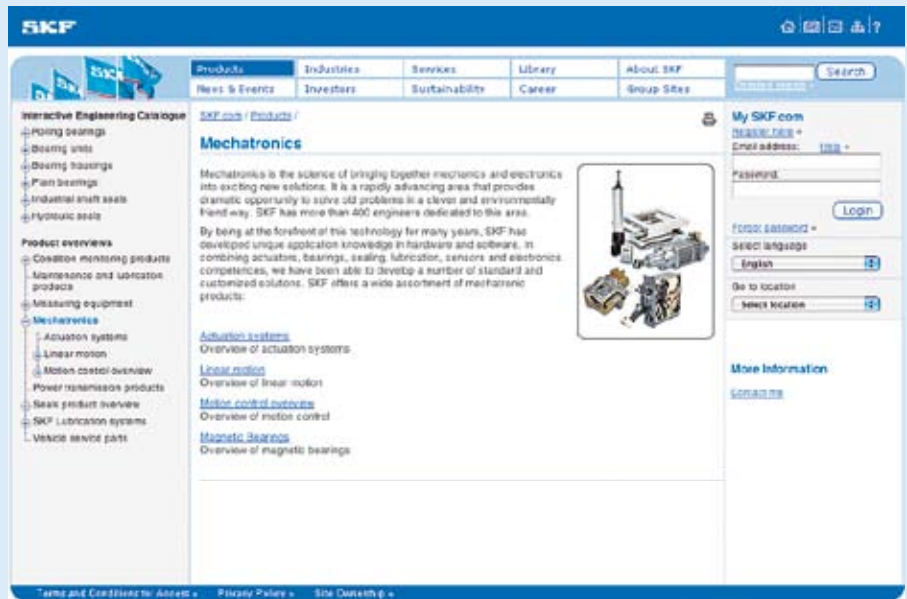 SKF
Products
Industries
Services
Library
About SKF
Search
News & Events
Investors
Sustainability
Career
Group Sites
Interactive Engineering Catalogue
Rolling bearings
Bearing units
Bearing housings
Plain bearings
Industrial shaft seals
Hydraulic seals
Product overviews
Condition monitoring products
Maintenance and lubrication
products
Measuring equipment
Mechatronics
Actuation systems
Linear motion
Motion control overview
Power transmission products
Seals product overview
SKF Lubrication systems
Vehicle service parts
SKF.com / Products /
Mechatronics
Mechatronics is the science of bringing together mechanics and electronics
into exciting new solutions. It is a rapidly advancing area that provides
dramatic opportunity to solve old problems in a clever and environmentally
friend way. SKF has more than 400 engineers dedicated to this area.
By being at the forefront of this technology for many years, SKF has
developed unique application knowledge in hardware and software. In
combining actuators, bearings, sealing, lubrication, sensors and electronics
competences, we have been able to develop a number of standard and
customized solutions. SKF offers a wide assortment of mechatronic
products:
Actuation systems
Overview of actuation systems
Linear motion
Overview of linear motion
Motion control overview
Overview of motion control
Magnetic Bearings
Overview of magnetic bearings
My SKF.com
Register here
Email address:
Help
Password:
Login
Forgot password
Select language
English
Go to location
Select location
More Information
Contact me
Terms and Conditions for Access
Privacy Policy
Site Ownership